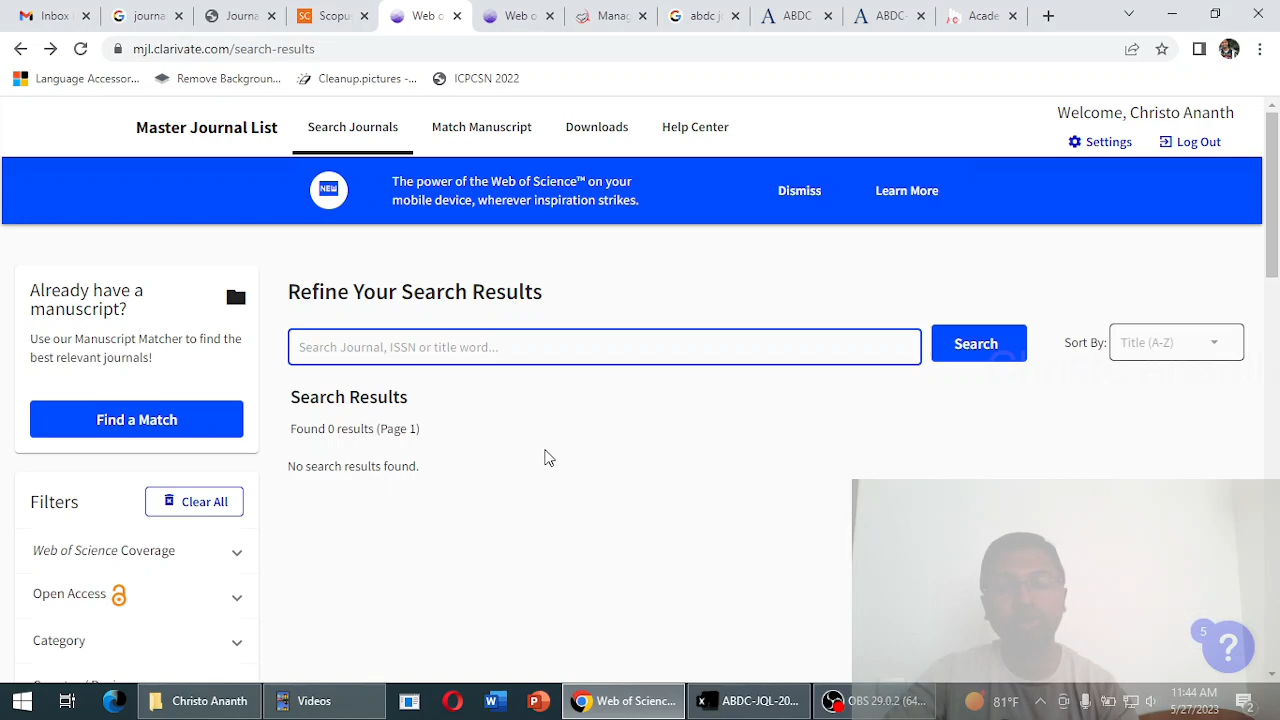 Inbox (
journa
Journa
SC Scopus
Web o
Web o
Manag
abdc jo
ABDC
ABDC-
Acade
mjl.clarivate.com/search-results
Language Accessor...
Remove Backgroun...
Cleanup.pictures -...
ICPCSN 2022
Master Journal List
Search Journals
Match Manuscript
Downloads
Help Center
Welcome, Christo Ananth
Settings
Log Out
NEW
The power of the Web of Science™ on your
mobile device, wherever inspiration strikes.
Dismiss
Learn More
Already have a
manuscript?
Use our Manuscript Matcher to find the
best relevant journals!
Find a Match
Refine Your Search Results
Search Journal, ISSN or title word...
Search
Sort By:
Title (A-Z)
Search Results
Found 0 results (Page 1)
No search results found.
Filters
Clear All
Web of Science Coverage
Open Access
Category
5
?
Christo Ananth
Videos
Web of Scienc...
ABDC-JQL-20...
OBS 29.0.2 (64...
81°F
11:44 AM
5/27/2023
2